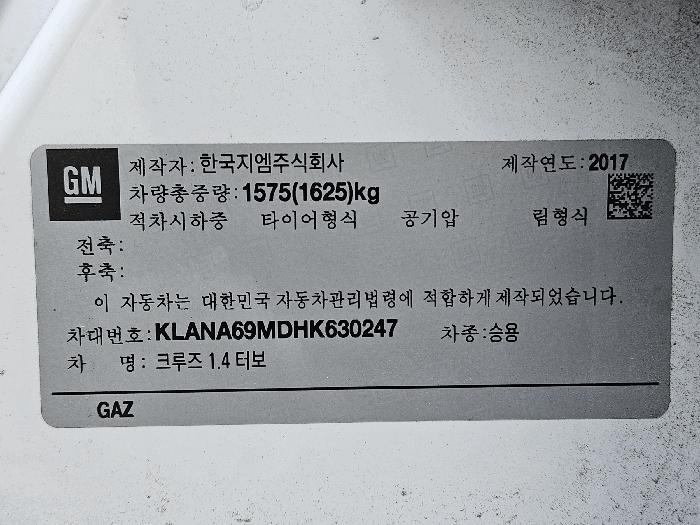 GM 제작자: 한국지엠주식회사 제작연도: 2017
차량총중량: 1575(1625)kg
적차시하중 타이어형식 공기압 림형식
전축:
후축:
이 자동차는 대한민국 자동차관리법령에 적합하게 제작되었습니다.
차대번호: KLANA69MDHK630247 차종: 승용
차 명: 크루즈 1.4 터보
GAZ